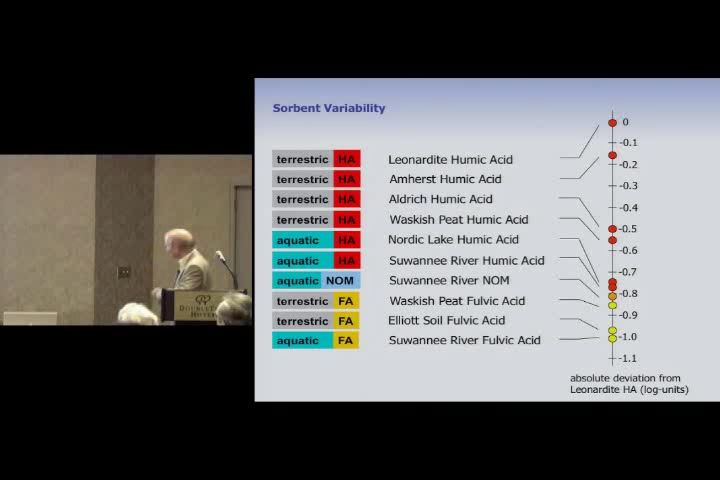 Sorbent Variability
terrestric HA Leonardite Humic Acid
terrestric HA Amherst Humic Acid
terrestric HA Aldrich Humic Acid
terrestric HA Waskish Peat Humic Acid
aquatic HA Nordic Lake Humic Acid
aquatic HA Suwannee River Humic Acid
aquatic NOM Suwannee River NOM
terrestric FA Waskish Peat Fulvic Acid
terrestric FA Elliott Soil Fulvic Acid
aquatic FA Suwannee River Fulvic Acid
0
-0.1
-0.2
-0.3
-0.4
-0.5
-0.6
-0.7
-0.8
-0.9
-1.0
-1.1
absolute deviation from
Leonardite HA (log-units)